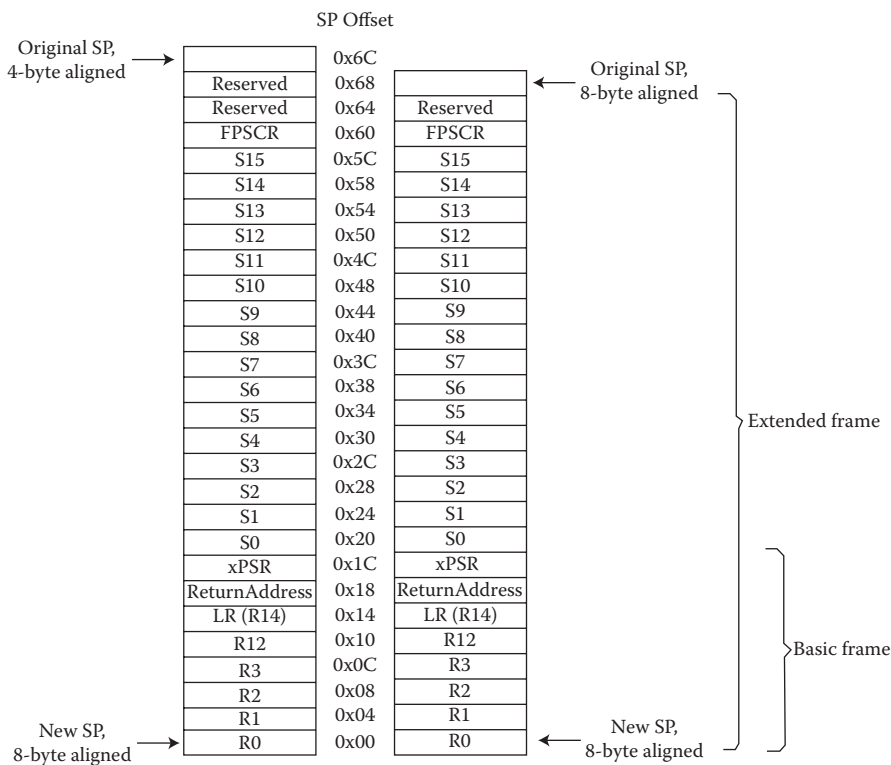 SP Offset
Original SP,
4-byte aligned
0x6C
Original SP,
8-byte aligned
Reserved 0x68
Reserved 0x64 Reserved
FPSCR 0x60 FPSCR
S15 0x5C S15
S14 0x58 S14
S13 0x54 S13
S12 0x50 S12
S11 0x4C S11
S10 0x48 S10
S9 0x44 S9
S8 0x40 S8
S7 0x3C S7
S6 0x38 S6
S5 0x34 S5
Extended frame
S4 0x30 S4
S3 0x2C S3
S2 0x28 S2
S1 0x24 S1
S0 0x20 S0
xPSR 0x1C xPSR
ReturnAddress 0x18 ReturnAddress
LR (R14) 0x14 LR (R14)
R12 0x10 R12
Basic frame
R3 0x0C R3
R2 0x08 R2
R1 0x04 R1
New SP,
8-byte aligned
R0 0x00 R0
New SP,
8-byte aligned